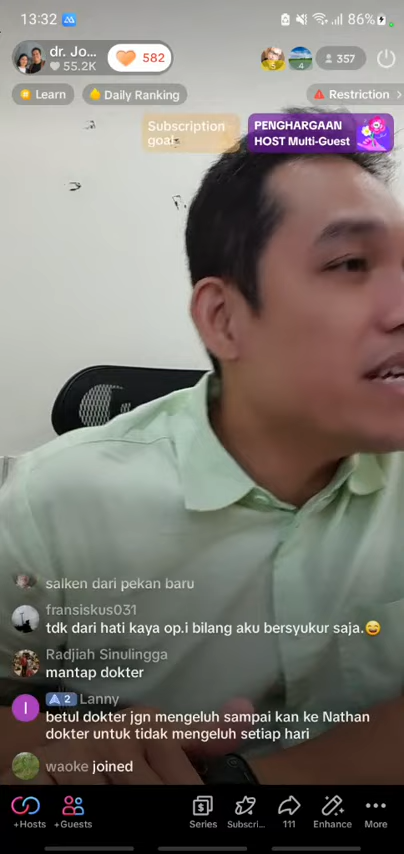 13:32
86%
dr. Jo...
55.2K
582
357
Learn
Daily Ranking
Restriction
Subscription
goals
PENGHARGAAN
HOST Multi-Guest
5
4
salken dari pekan baru
fransiskus031
tdk dari hati kaya op.i bilang aku bersyukur saja.😅
Radjiah Sinulingga
mantap dokter
2 Lanny
betul dokter jgn mengeluh sampai kan ke Nathan
dokter untuk tidak mengeluh setiap hari
waoke joined
+Hosts
+Guests
Series
Subscri...
111
Enhance
More